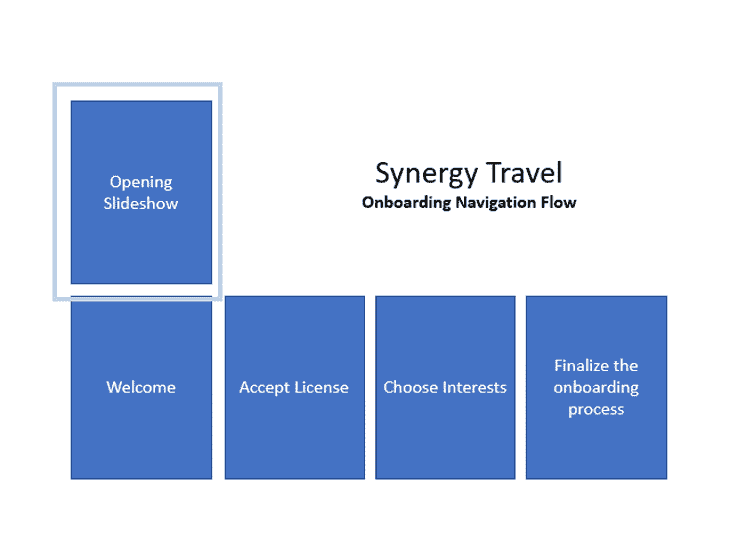 Opening
Slideshow
Synergy Travel
Onboarding Navigation Flow
Welcome
Accept License
Choose Interests
Finalize the
onboarding
process